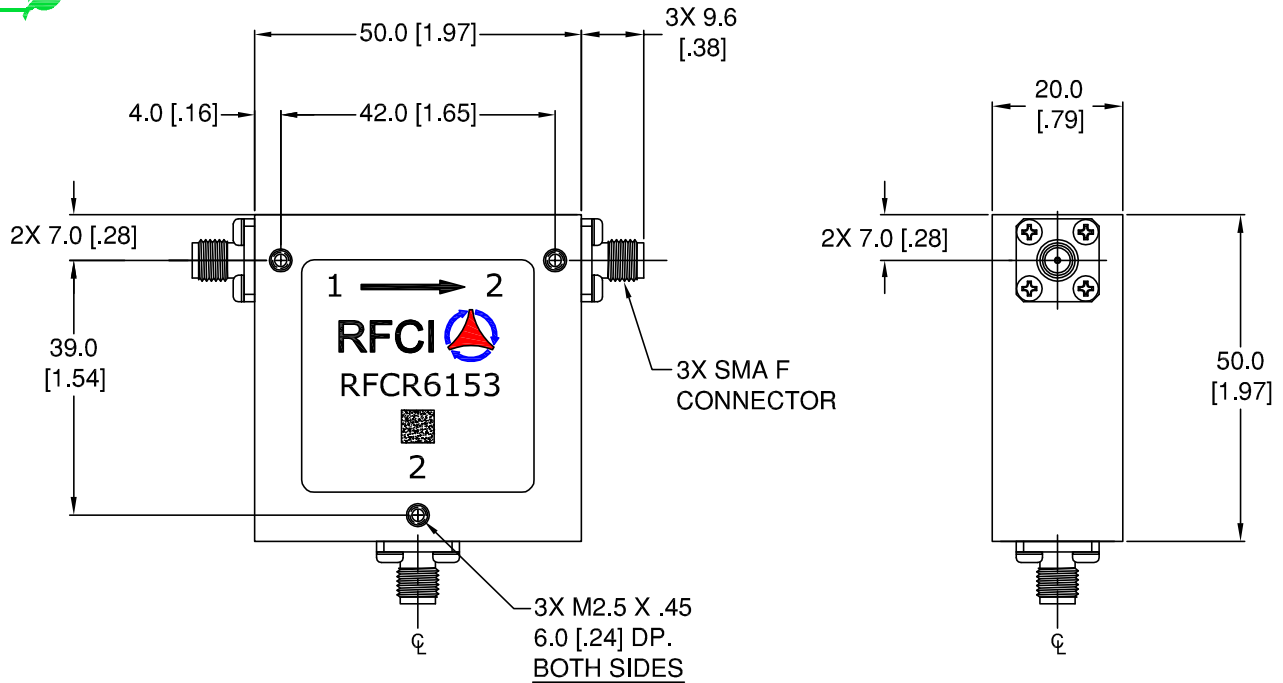 50.0 [1.97]
3X 9.6
[.38]
4.0 [.16]
42.0 [1.65]
20.0
[.79]
2X 7.0 [.28]
2X 7.0 [.28]
1 2
RFCI
RFCR6153
2
39.0
[1.54]
3X SMA F
CONNECTOR
50.0
[1.97]
3X M2.5 X .45
6.0 [.24] DP.
BOTH SIDES
℄
℄